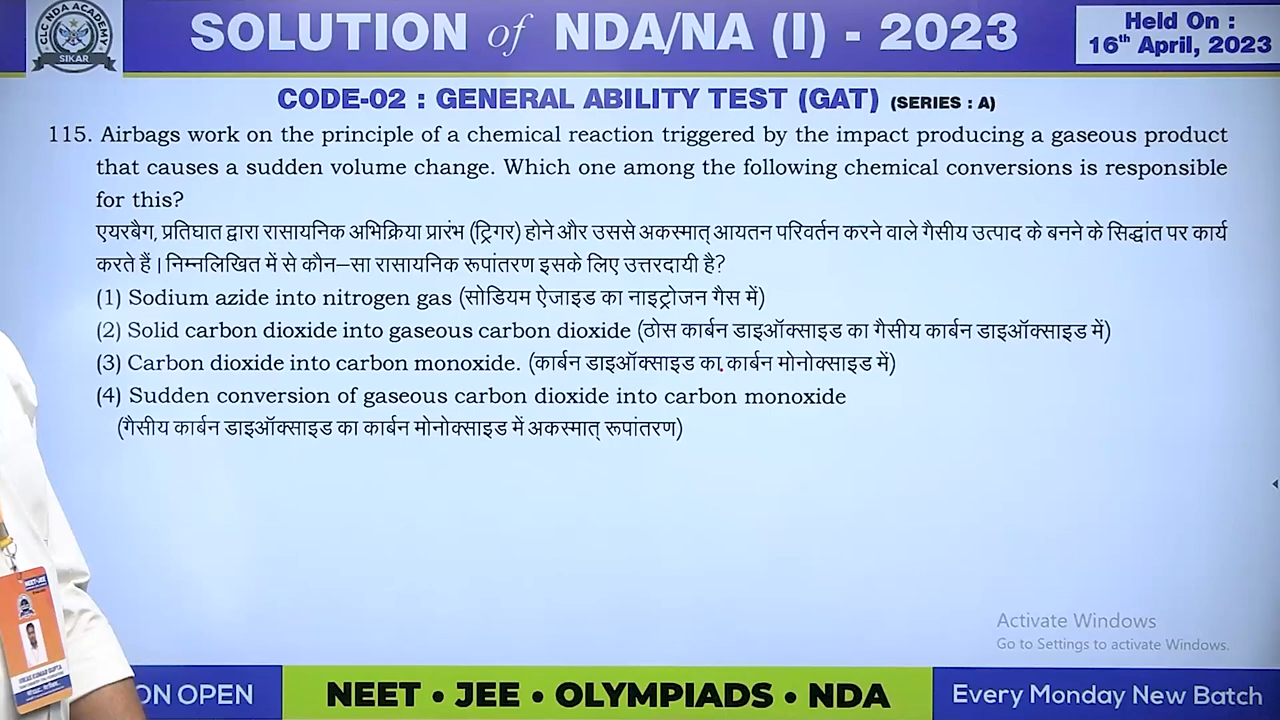 CLC NDA ACADEMY
SIKAR
SOLUTION of NDA/NA (I) - 2023
Held On :
16th April, 2023
CODE-02 : GENERAL ABILITY TEST (GAT) (SERIES : A)
115. Airbags work on the principle of a chemical reaction triggered by the impact producing a gaseous product
that causes a sudden volume change. Which one among the following chemical conversions is responsible
for this?
एयरबैग, प्रतिघात द्वारा रासायनिक अभिक्रिया प्रारंभ (ट्रिगर) होने और उससे अकस्मात् आयतन परिवर्तन करने वाले गैसीय उत्पाद के बनने के सिद्धांत पर कार्य
करते हैं। निम्नलिखित में से कौन–सा रासायनिक रूपांतरण इसके लिए उत्तरदायी है?
(1) Sodium azide into nitrogen gas (सोडियम ऐजाइड का नाइट्रोजन गैस में)
(2) Solid carbon dioxide into gaseous carbon dioxide (ठोस कार्बन डाइऑक्साइड का गैसीय कार्बन डाइऑक्साइड में)
(3) Carbon dioxide into carbon monoxide. (कार्बन डाइऑक्साइड का कार्बन मोनोक्साइड में)
(4) Sudden conversion of gaseous carbon dioxide into carbon monoxide
(गैसीय कार्बन डाइऑक्साइड का कार्बन मोनोक्साइड में अकस्मात् रूपांतरण)
Activate Windows
Go to Settings to activate Windows.
NEET-JEE
ON OPEN
NEET • JEE • OLYMPIADS • NDA
Every Monday New Batch